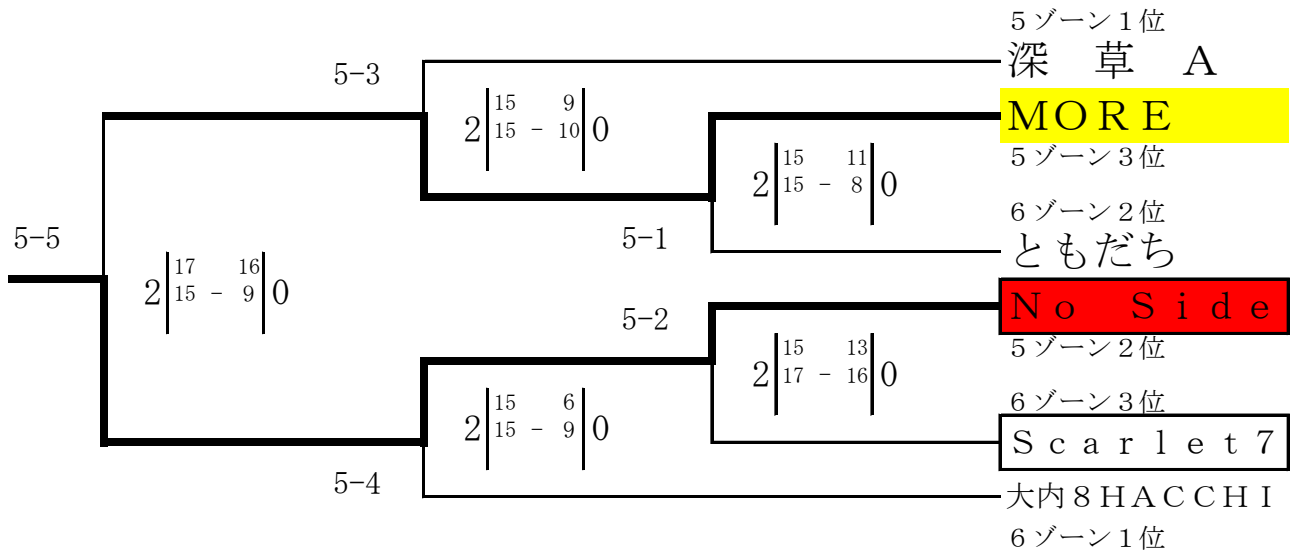 5ゾーン1位
深 草 A
5-3
15 9
2 15 - 10 0
MORE
5ゾーン3位
15 11
2 15 - 8 0
6ゾーン2位
5-1
ともだち
5-5
17 16
2 15 - 9 0
No Side
5-2
5ゾーン2位
15 13
2 17 - 16 0
6ゾーン3位
15 6
2 15 - 9 0
Scarlet7
5-4
大内8HACCHI
6ゾーン1位